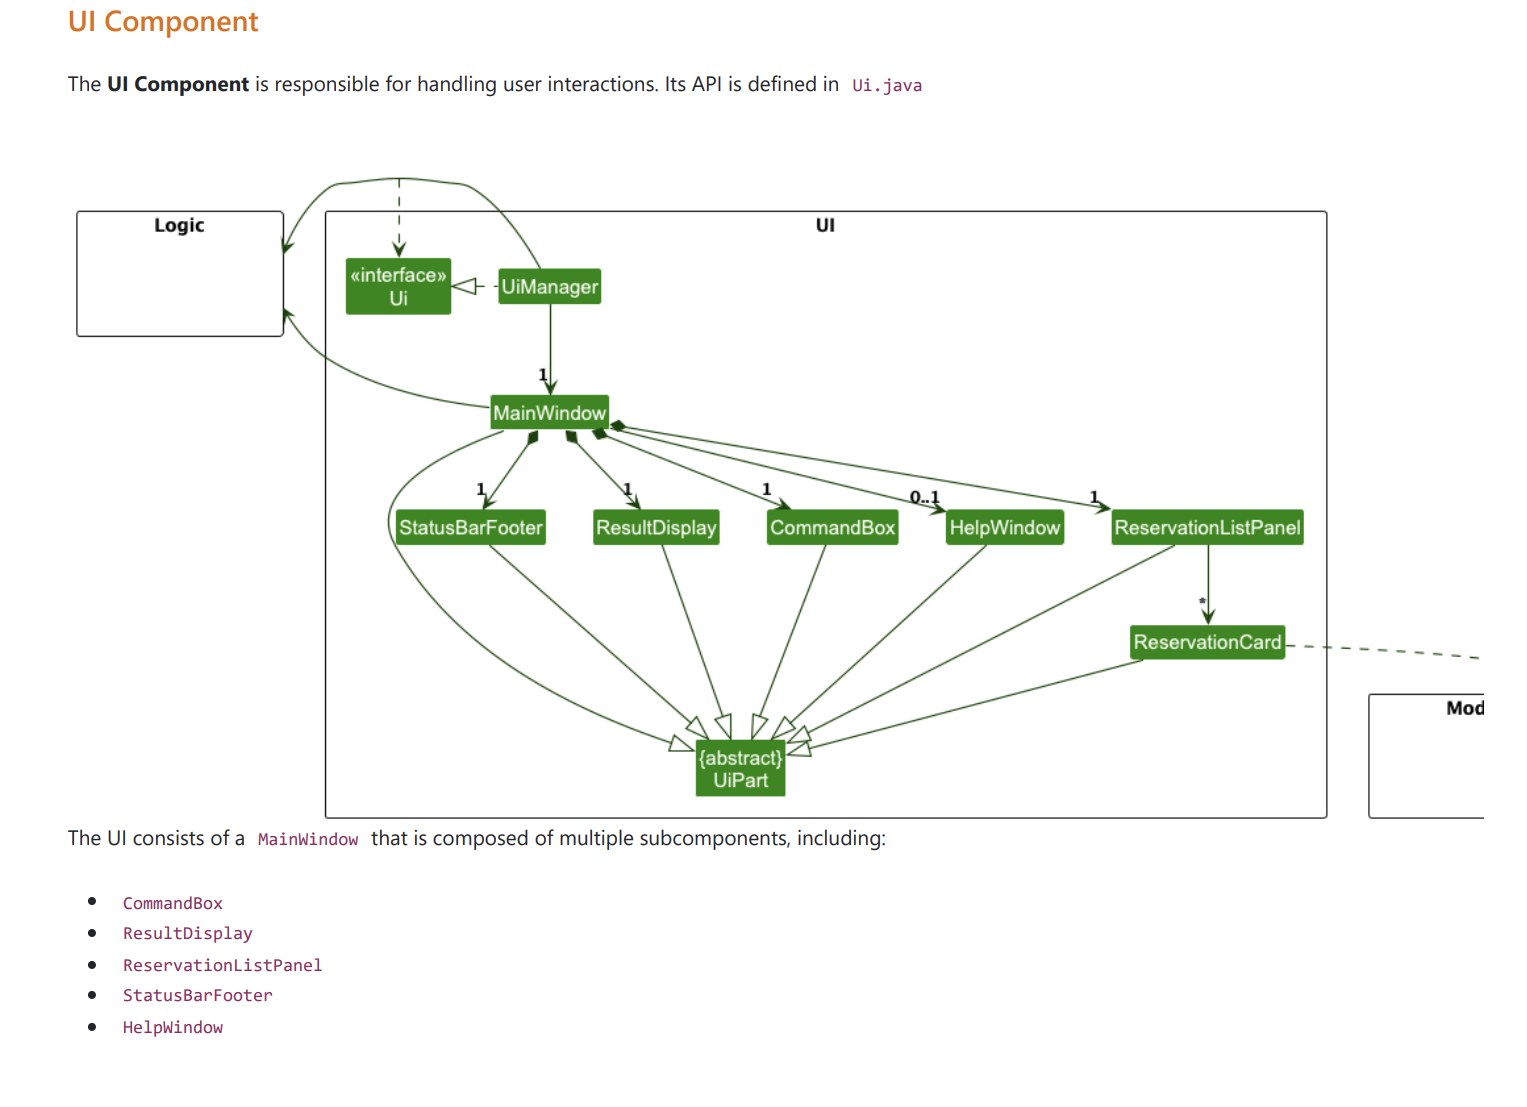 UI Component
The UI Component is responsible for handling user interactions. Its API is defined in Ui.java
Logic
UI
«interface»
Ui
UiManager
1
MainWindow
1
1
1
0..1
1
StatusBarFooter
ResultDisplay
CommandBox
HelpWindow
ReservationListPanel
*
ReservationCard
Mod
{abstract}
UiPart
The UI consists of a MainWindow that is composed of multiple subcomponents, including:
• CommandBox
• ResultDisplay
• ReservationListPanel
• StatusBarFooter
• HelpWindow